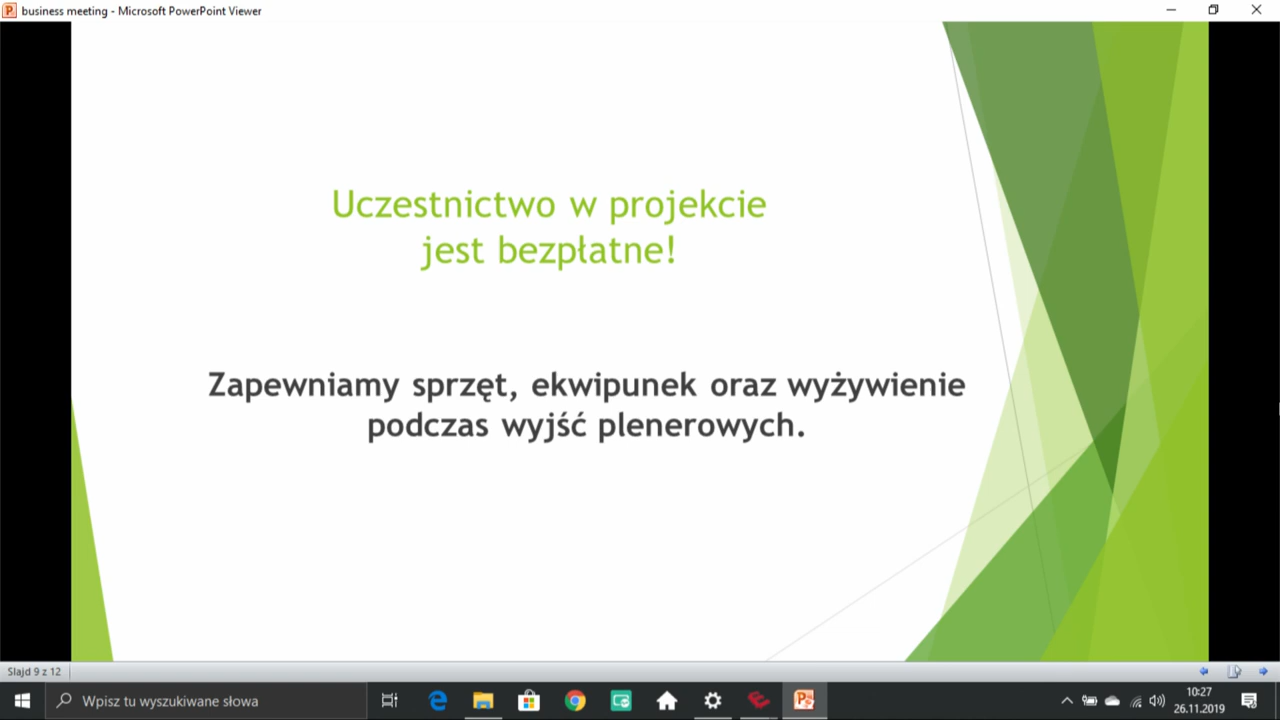 business meeting - Microsoft PowerPoint Viewer
Uczestnictwo w projekcie
jest bezpłatne!
Zapewniamy sprzęt, ekwipunek oraz wyżywienie
podczas wyjść plenerowych.
Slajd 9 z 12
Wpisz tu wyszukiwane słowa
10:27
26.11.2019